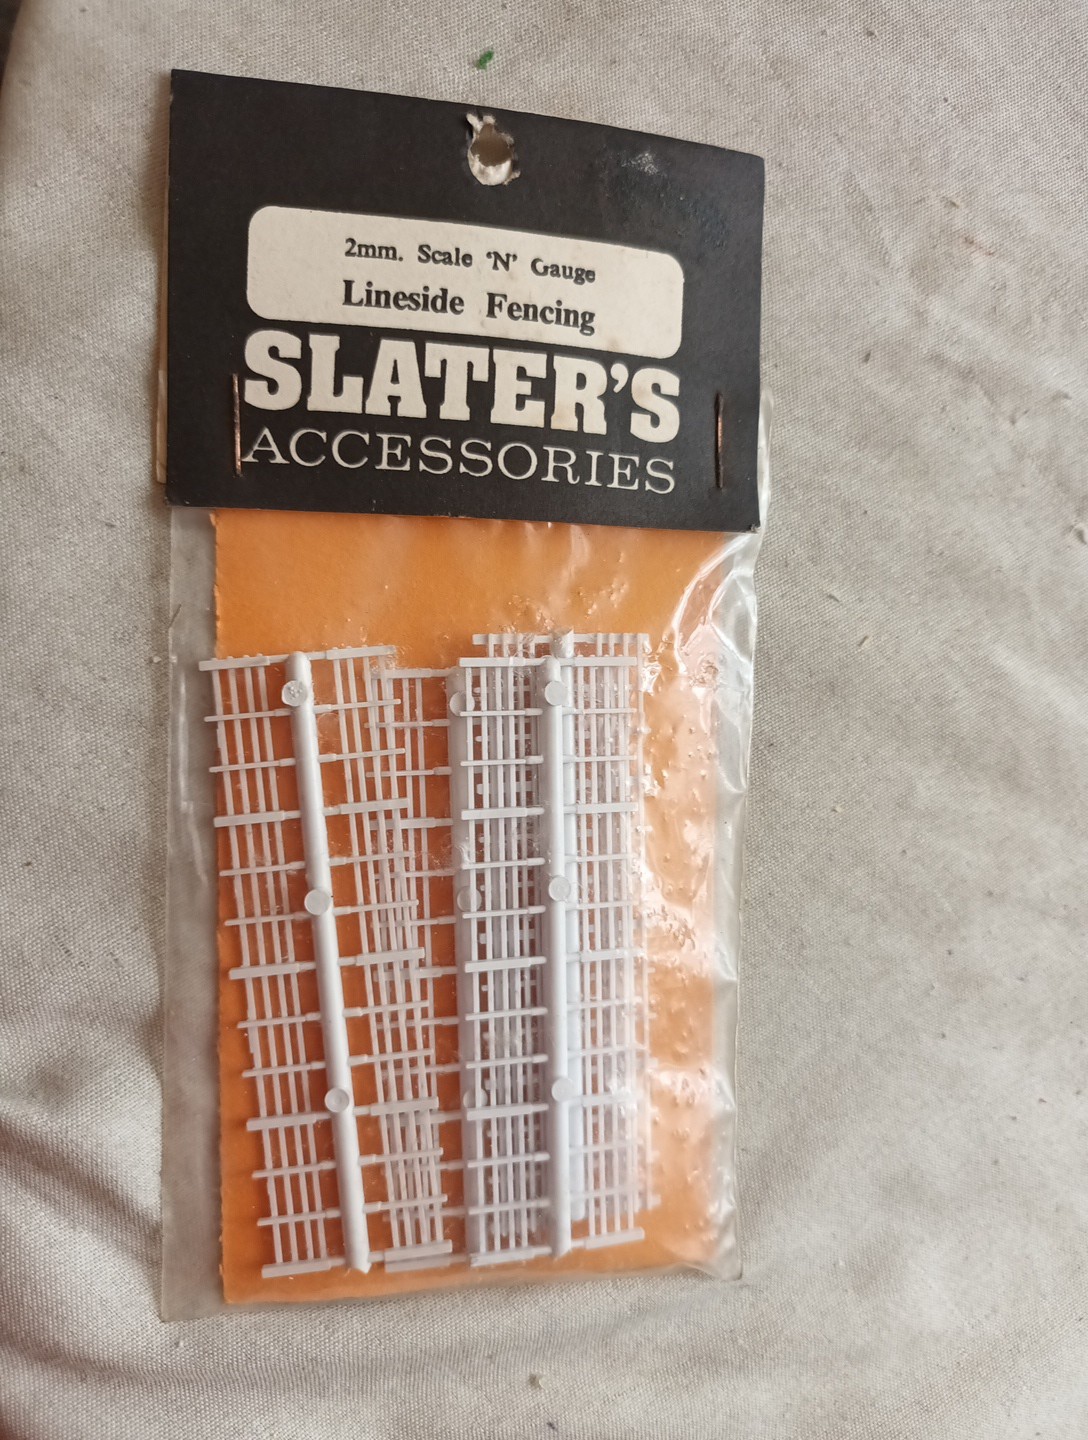 2mm. Scale ‘N’ Gauge
Lineside Fencing
SLATER’S
ACCESSORIES